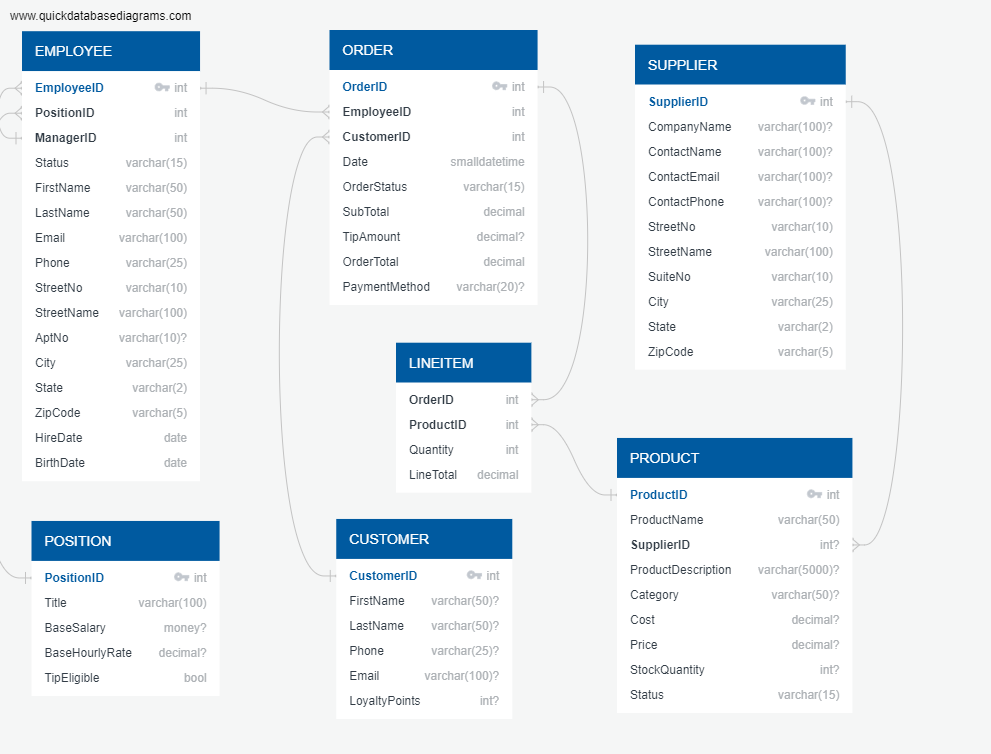 www.quickdatabasediagrams.com
EMPLOYEE
EmployeeID int
PositionID int
ManagerID int
Status varchar(15)
FirstName varchar(50)
LastName varchar(50)
Email varchar(100)
Phone varchar(25)
StreetNo varchar(10)
StreetName varchar(100)
AptNo varchar(10)?
City varchar(25)
State varchar(2)
ZipCode varchar(5)
HireDate date
BirthDate date
POSITION
PositionID int
Title varchar(100)
BaseSalary money?
BaseHourlyRate decimal?
TipEligible bool
ORDER
OrderID int
EmployeeID int
CustomerID int
Date smalldatetime
OrderStatus varchar(15)
SubTotal decimal
TipAmount decimal?
OrderTotal decimal
PaymentMethod varchar(20)?
LINEITEM
OrderID int
ProductID int
Quantity int
LineTotal decimal
CUSTOMER
CustomerID int
FirstName varchar(50)?
LastName varchar(50)?
Phone varchar(25)?
Email varchar(100)?
LoyaltyPoints int?
SUPPLIER
SupplierID int
CompanyName varchar(100)?
ContactName varchar(100)?
ContactEmail varchar(100)?
ContactPhone varchar(100)?
StreetNo varchar(10)
StreetName varchar(100)
SuiteNo varchar(10)
City varchar(25)
State varchar(2)
ZipCode varchar(5)
PRODUCT
ProductID int
ProductName varchar(50)
SupplierID int?
ProductDescription varchar(5000)?
Category varchar(50)?
Cost decimal?
Price decimal?
StockQuantity int?
Status varchar(15)